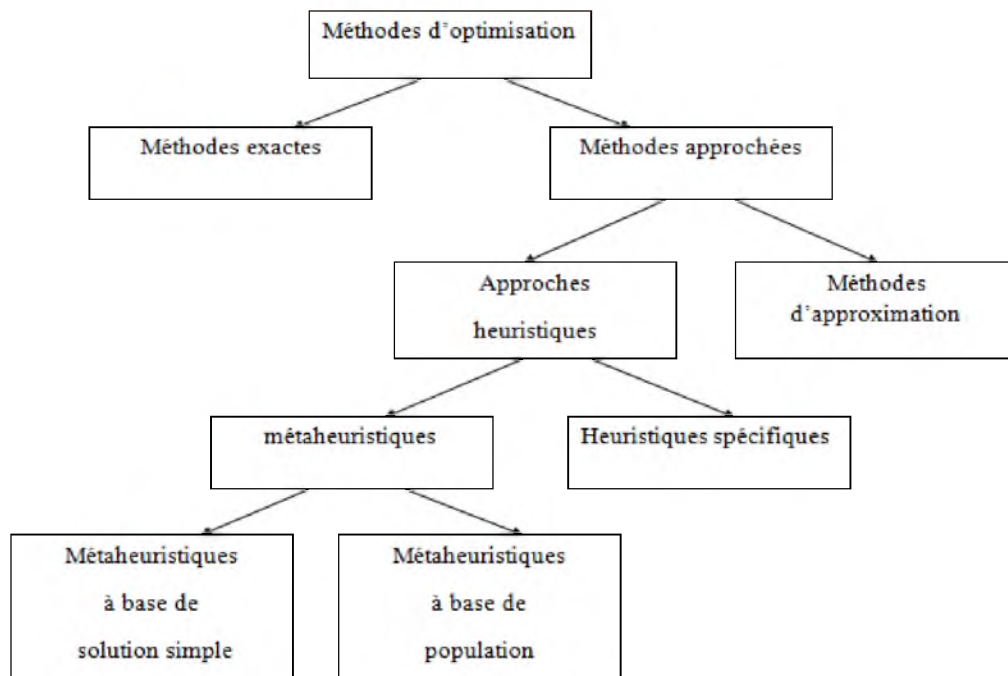 Méthodes d’optimisation
Méthodes exactes
Méthodes approchées
Approches
heuristiques
Méthodes
d’approximation
métaheuristiques
Heuristiques spécifiques
Métaheuristiques
à base de
solution simple
Métaheuristiques
à base de
population